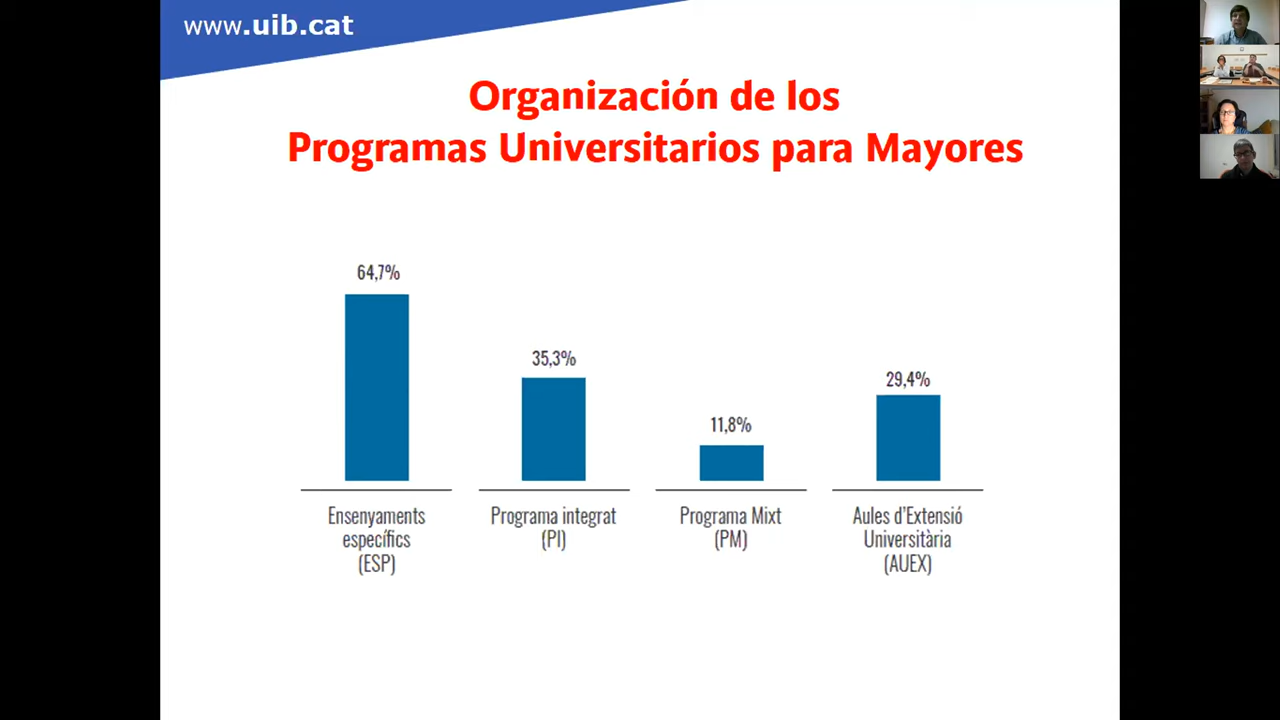 www.uib.cat
Organización de los
Programas Universitarios para Mayores
64,7%
35,3%
11,8%
29,4%
Ensenyaments
específics
(ESP)
Programa integrat
(PI)
Programa Mixt
(PM)
Aules d'Extensió
Universitària
(AUEX)